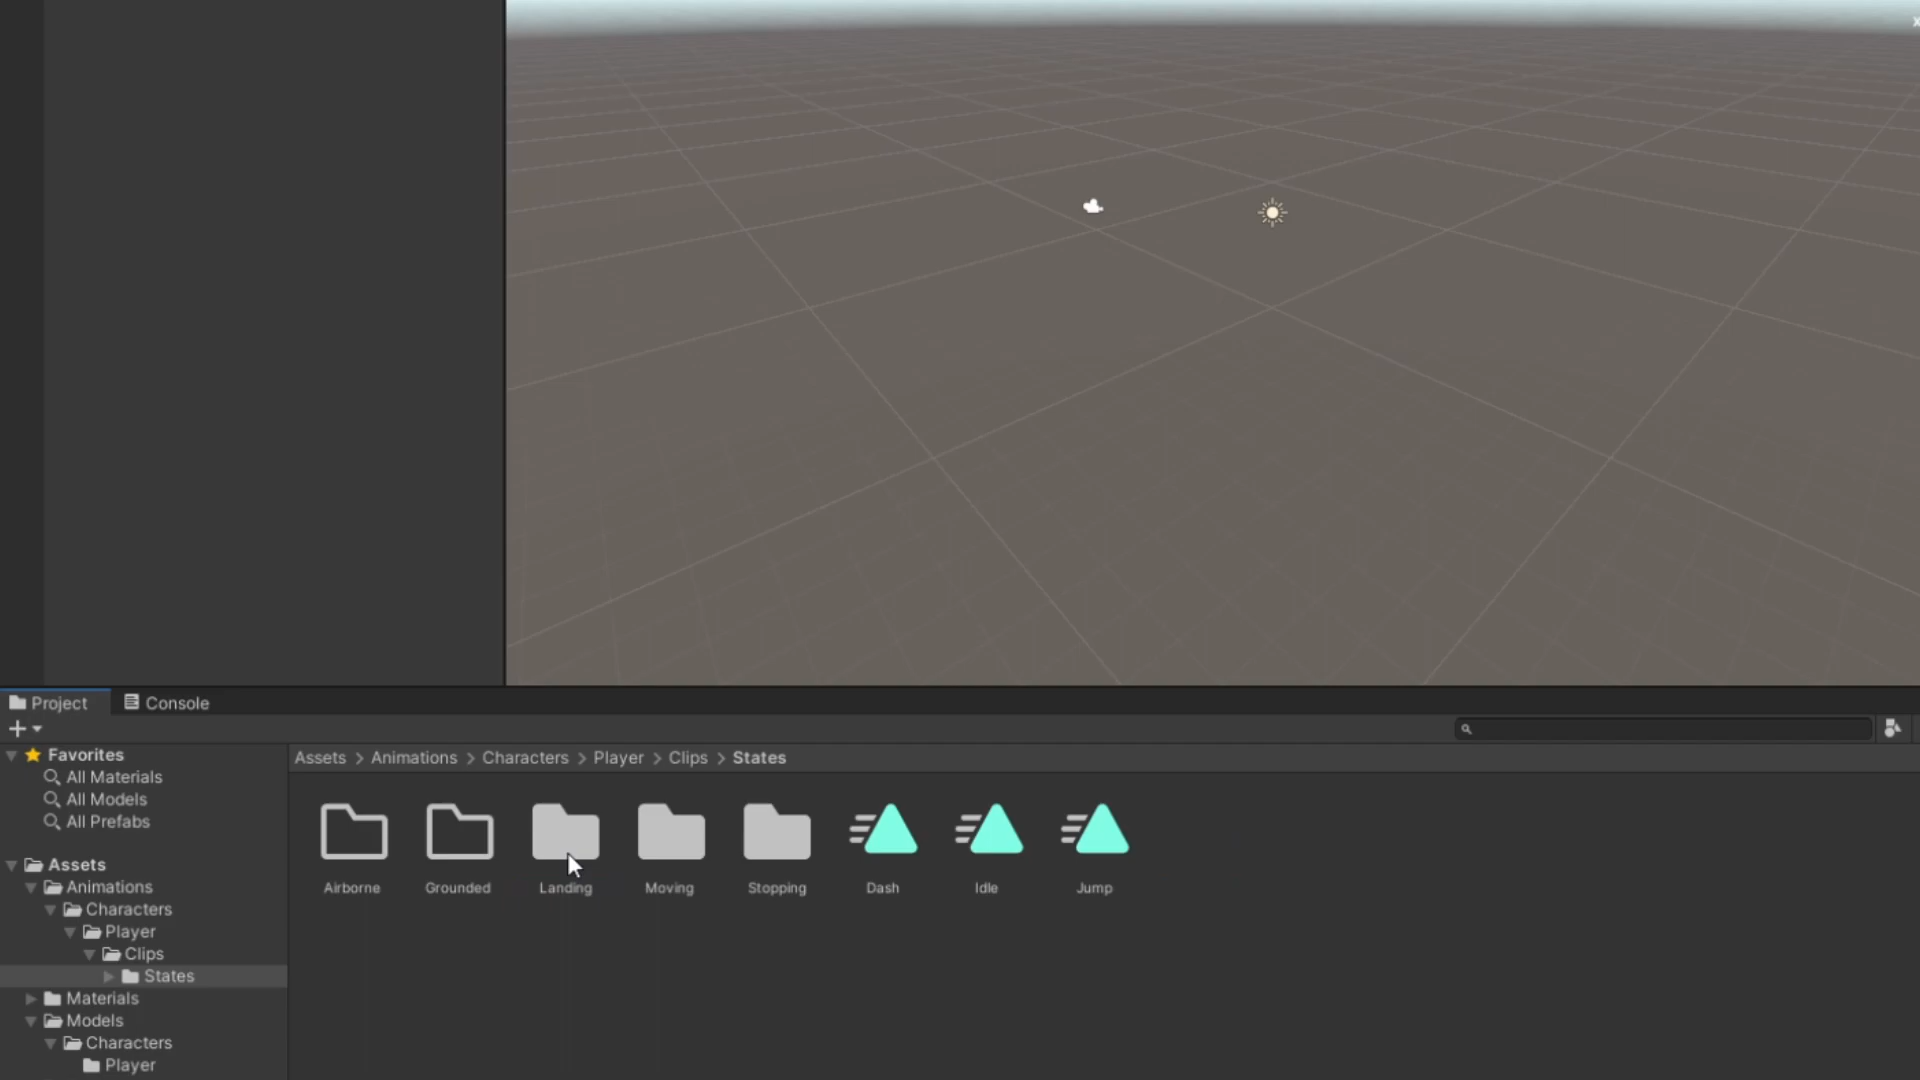 x
Project
Console
Favorites
All Materials
All Models
All Prefabs
Assets
Animations
Characters
Player
Clips
States
Materials
Models
Characters
Player
Assets > Animations > Characters > Player > Clips > States
Airborne
Grounded
Landing
Moving
Stopping
Dash
Idle
Jump